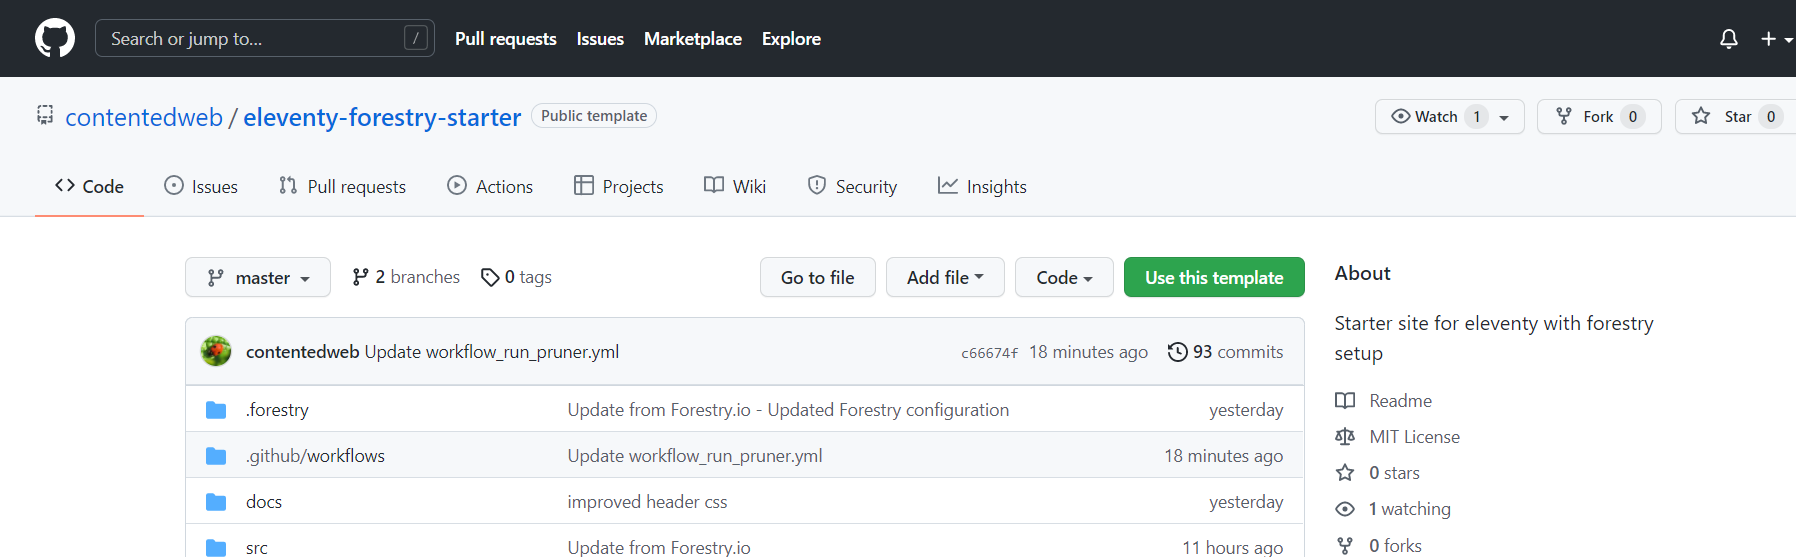 Search or jump to... / Pull requests Issues Marketplace Explore
contentedweb / eleventy-forestry-starter Public template Watch 1 Fork 0 Star 0
Code Issues Pull requests Actions Projects Wiki Security Insights
master 2 branches 0 tags Go to file Add file Code Use this template
About
Starter site for eleventy with forestry
setup
contentedweb Update workflow_run_pruner.yml c66674f 18 minutes ago 93 commits
.forestry Update from Forestry.io - Updated Forestry configuration yesterday
.github/workflows Update workflow_run_pruner.yml 18 minutes ago
docs improved header css yesterday
src Update from Forestry.io 11 hours ago
Readme
MIT License
0 stars
1 watching
0 forks